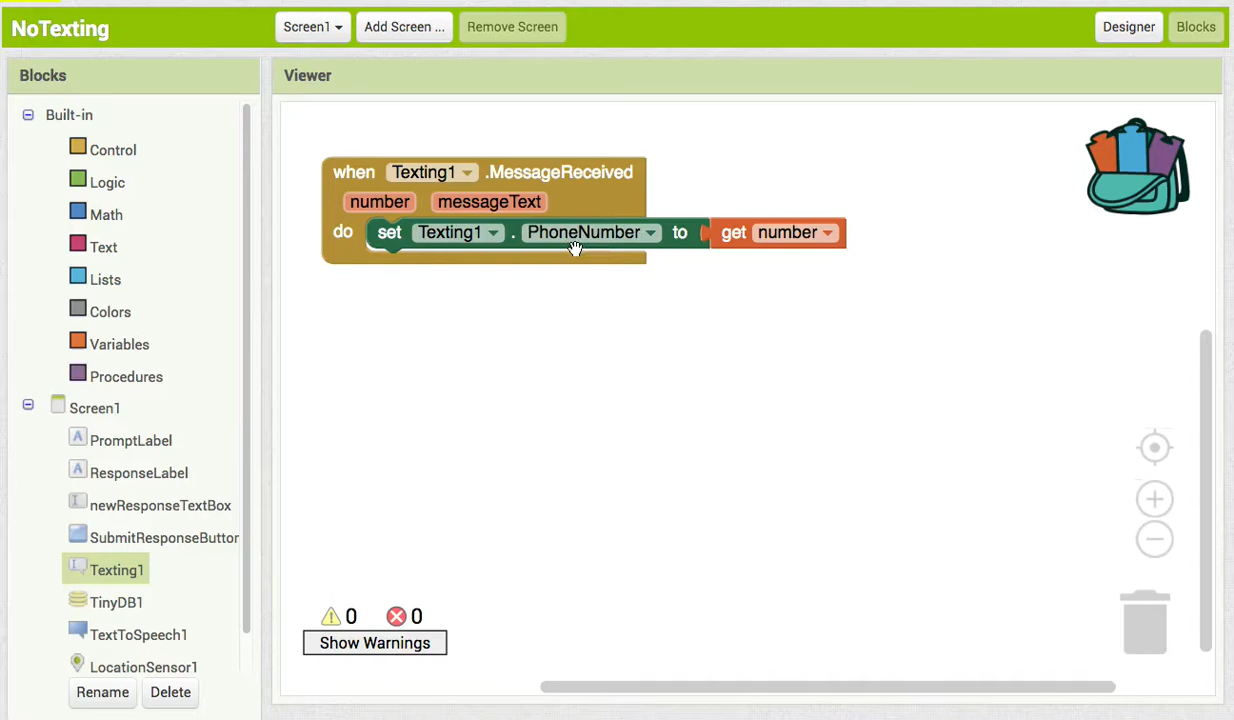 NoTexting
Screen1
Add Screen ...
Remove Screen
Designer
Blocks
Blocks
Viewer
Built-in
Control
Logic
Math
Text
Lists
Colors
Variables
Procedures
Screen1
PromptLabel
ResponseLabel
newResponseTextBox
SubmitResponseButton
Texting1
TinyDB1
TextToSpeech1
LocationSensor1
Rename
Delete
when Texting1 .MessageReceived
number messageText
do set Texting1 . PhoneNumber to get number
0 0
Show Warnings